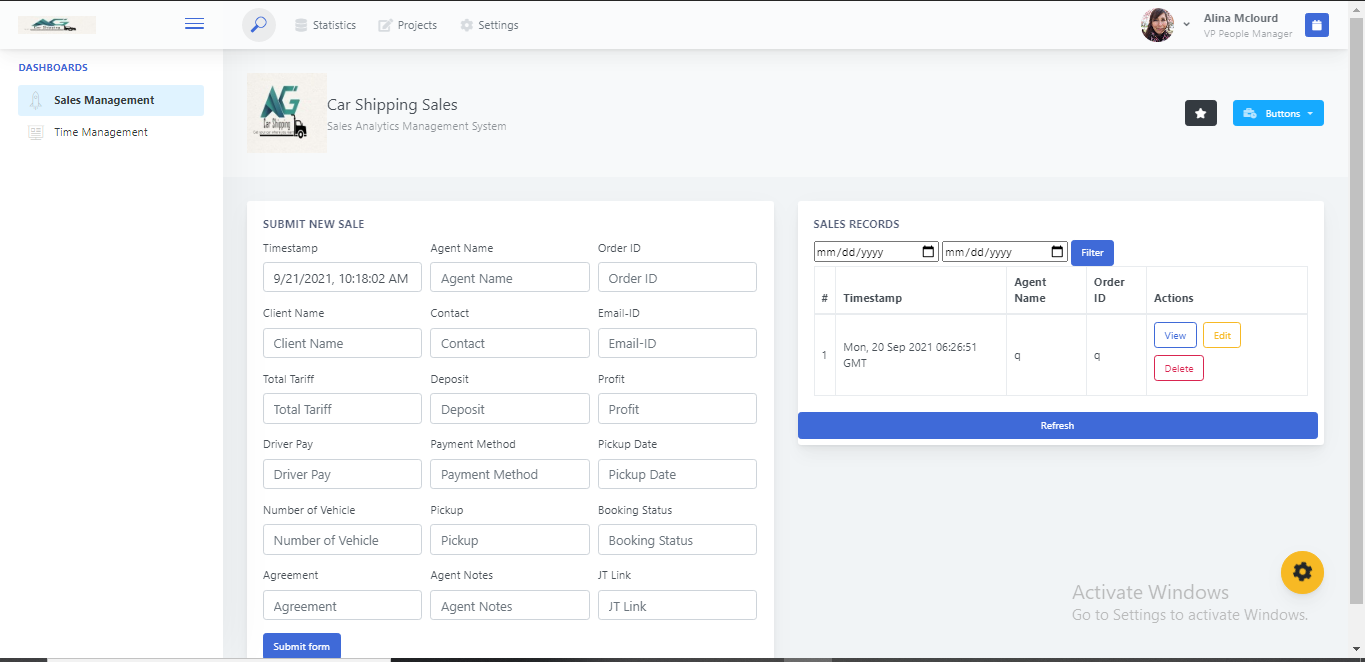 AG
Car Shipping
Statistics
Projects
Settings
Alina Mclourd
VP People Manager
DASHBOARDS
Sales Management
Time Management
AG
Car Shipping
Car Shipping Sales
Sales Analytics Management System
Buttons
SUBMIT NEW SALE
Timestamp Agent Name Order ID
9/21/2021, 10:18:02 AM Agent Name Order ID
Client Name Contact Email-ID
Client Name Contact Email-ID
Total Tariff Deposit Profit
Total Tariff Deposit Profit
Driver Pay Payment Method Pickup Date
Driver Pay Payment Method Pickup Date
Number of Vehicle Pickup Booking Status
Number of Vehicle Pickup Booking Status
Agreement Agent Notes JT Link
Agreement Agent Notes JT Link
Submit form
SALES RECORDS
mm/dd/yyyy mm/dd/yyyy Filter
# Timestamp Agent Name Order ID Actions
1 Mon, 20 Sep 2021 06:26:51 GMT q q View Edit Delete
Refresh
Activate Windows
Go to Settings to activate Windows.